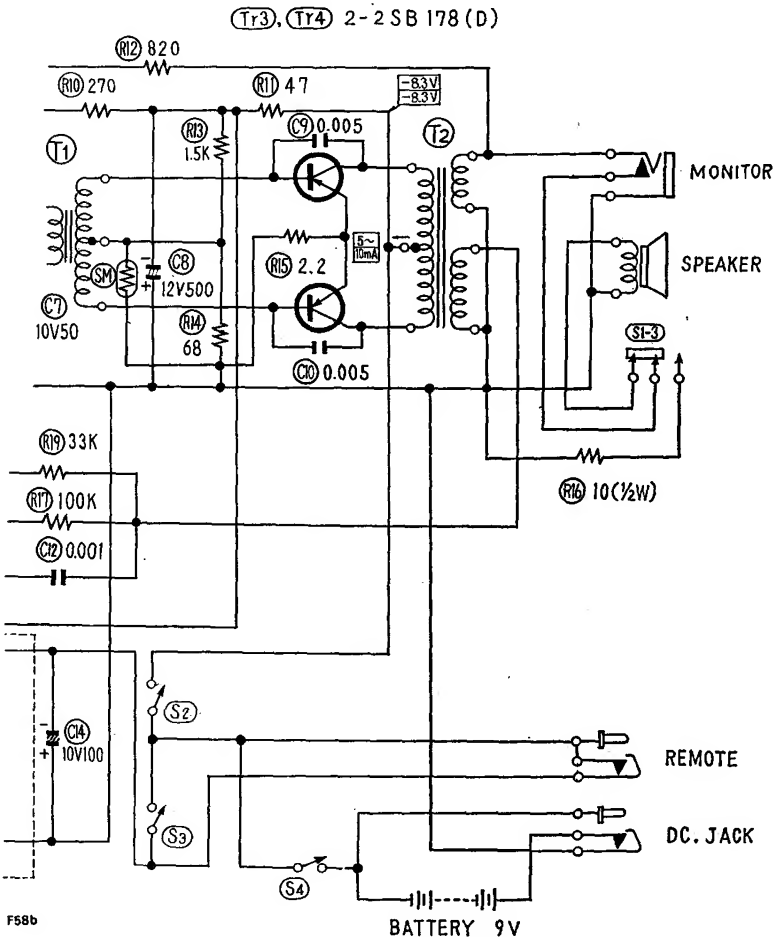 Tr3, Tr4 2-2SB178(D)
R12 820
R10 270
R11 47
-8.3V
-8.3V
R13
1.5K
C9 0.005
T2
T1
MONITOR
5~
10mA
SM
C8
12V500
R15 2.2
SPEAKER
C7
10V50
R14
68
S1-3
C10 0.005
R19 33K
R17 100K
R16 10(½W)
C12 0.001
S2
C14
10V100
REMOTE
S3
DC. JACK
S4
F58b
BATTERY 9V